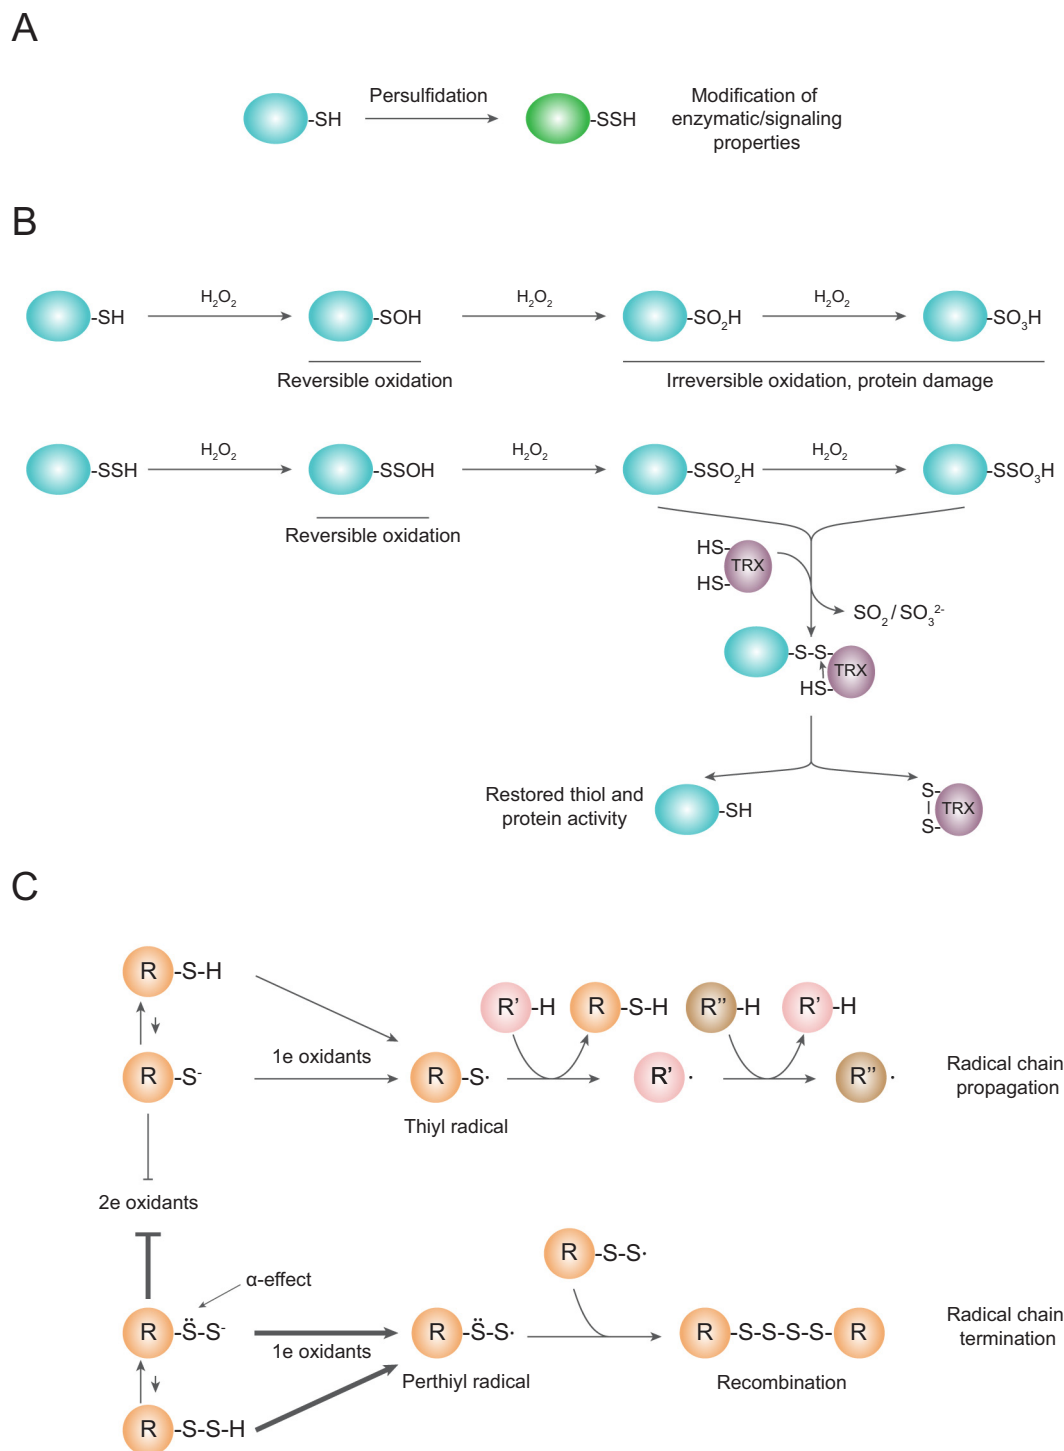 A
-SH
Persulfidation
-SSH
Modification of
enzymatic/signaling
properties
B
-SH
H2O2
-SOH
H2O2
-SO2H
H2O2
-SO3H
Reversible oxidation
Irreversible oxidation, protein damage
-SSH
H2O2
-SSOH
H2O2
-SSO2H
H2O2
-SSO3H
Reversible oxidation
HS-
TRX
HS-
SO2/SO32-
-S-S-
TRX
HS-
Restored thiol and
protein activity
-SH
S-
TRX
S-
C
R-S-H
R'-H
R-S-H
R''-H
R'-H
R-S-
1e oxidants
R-S·
R'·
R''·
Radical chain
propagation
Thiyl radical
2e oxidants
R-S-S·
α-effect
R-S̈-S-
1e oxidants
R-S̈-S·
R-S-S-S-S-R
Radical chain
termination
Perthiyl radical
Recombination
R-S-S-H